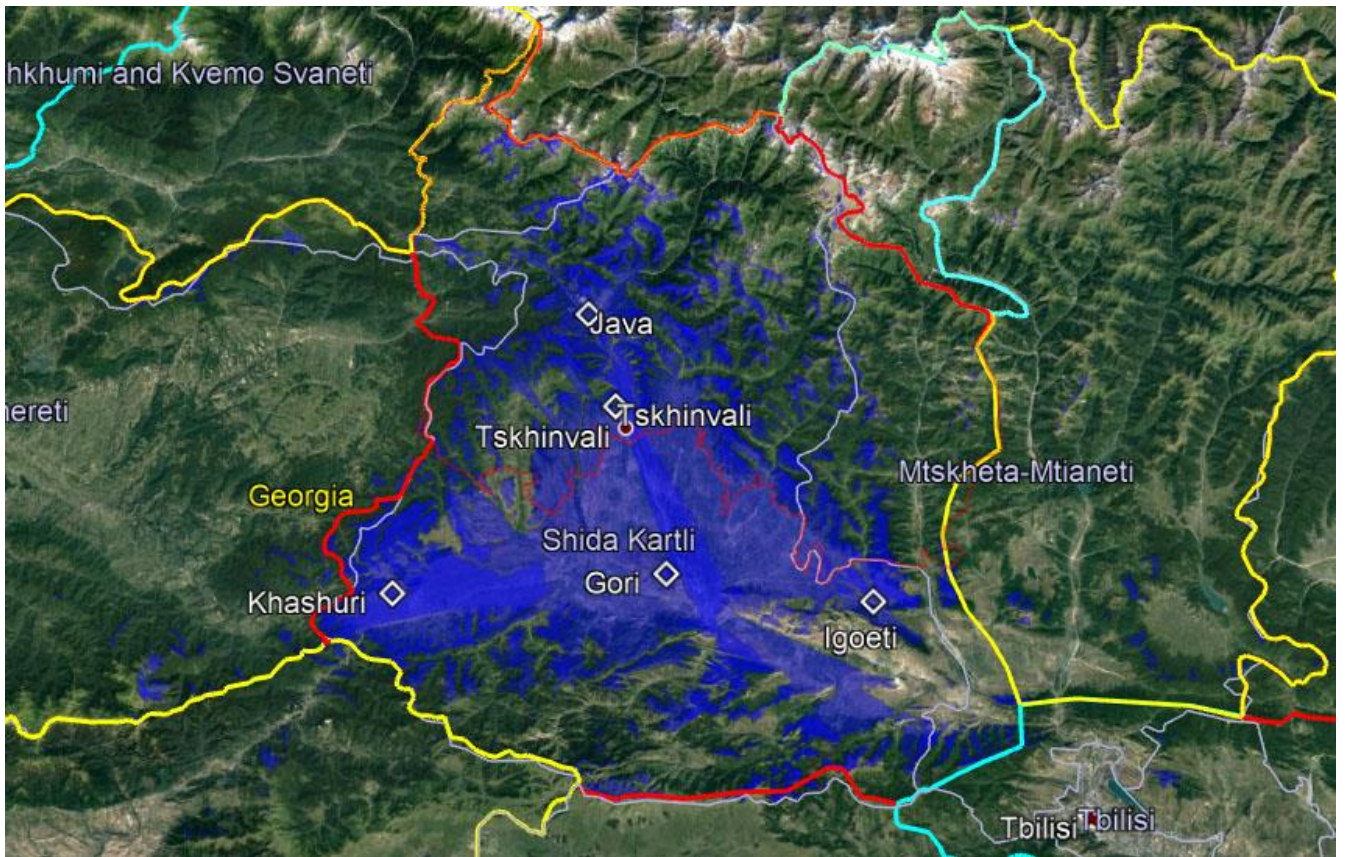 hkhumi and Kvemo Svaneti
Java
nereti
Tskhinvali
Tskhinvali
Mtskheta-Mtianeti
Georgia
Shida Kartli
Gori
Khashuri
Igoeti
Tbilisi
Tbilisi